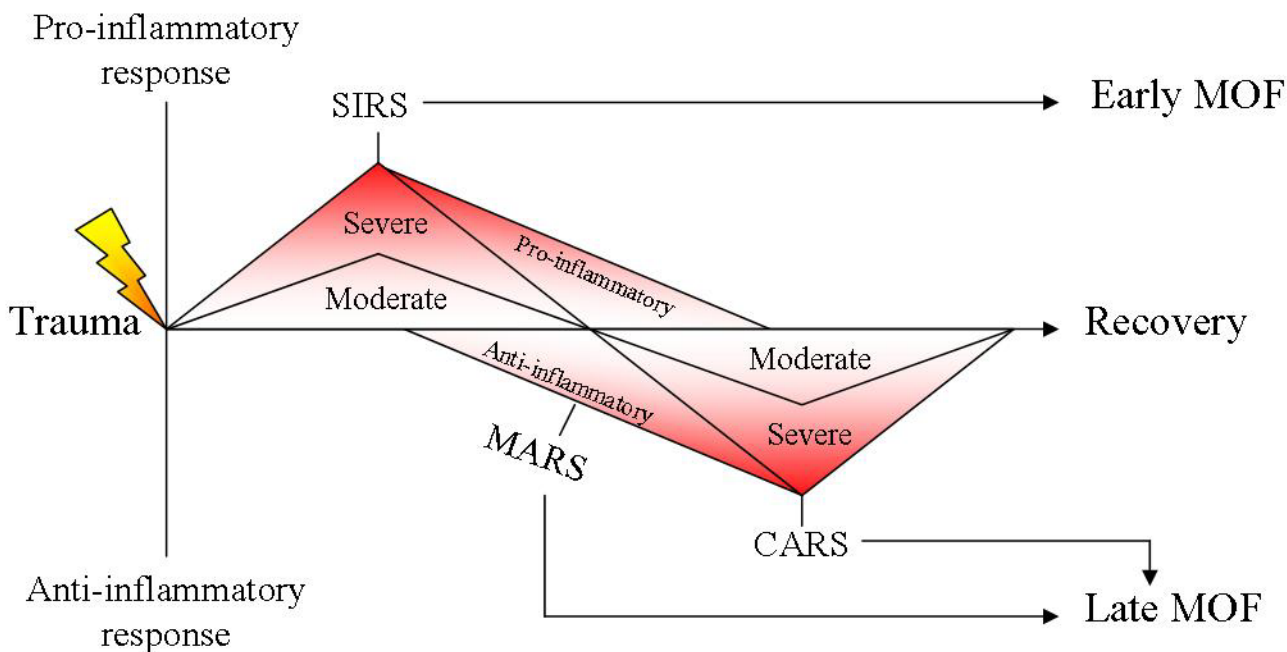 Pro-inflammatory
response
SIRS
Early MOF
Severe
Pro-inflammatory
Moderate
Trauma
Recovery
Anti-inflammatory
Moderate
Severe
MARS
CARS
Anti-inflammatory
response
Late MOF